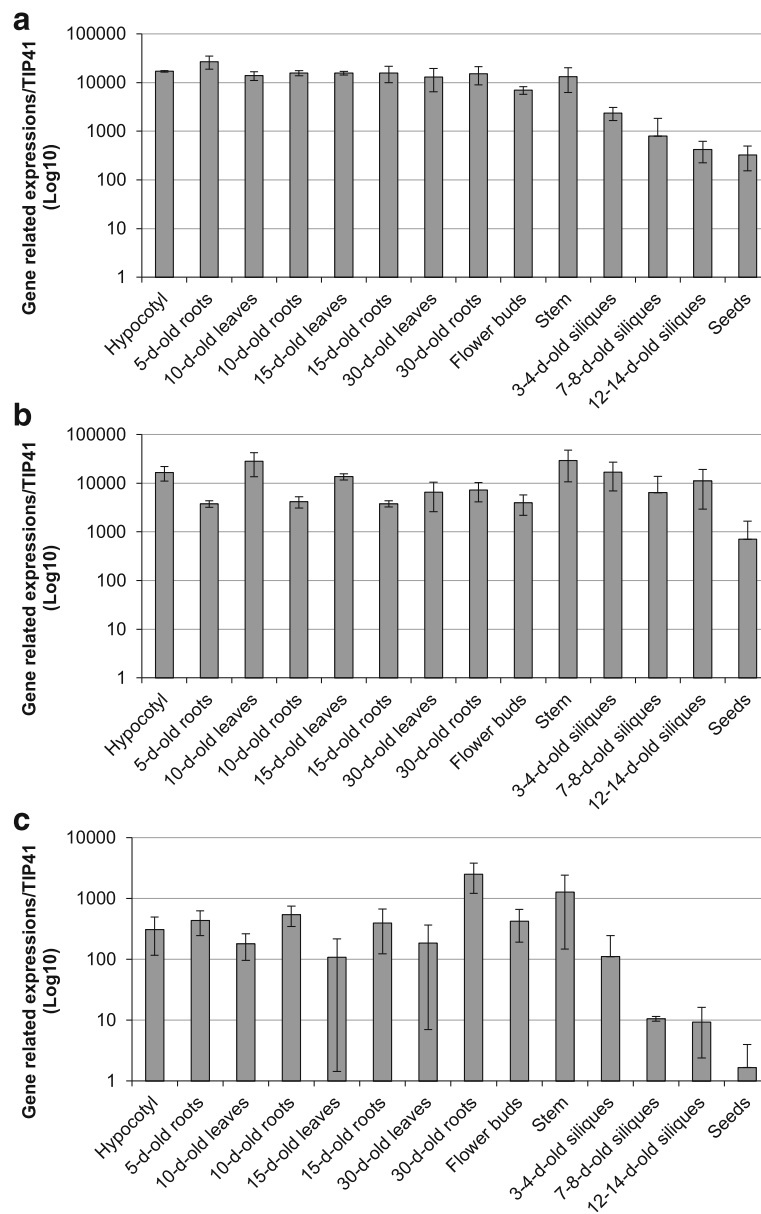 a
Gene related expressions/TIP41
(Log10)
100000
10000
1000
100
10
1
Hypocotyl
5-d-old roots
10-d-old leaves
10-d-old roots
15-d-old leaves
15-d-old roots
30-d-old leaves
30-d-old roots
Flower buds
Stem
3-4-d-old siliques
7-8-d-old siliques
12-14-d-old siliques
Seeds
b
Gene related expressions/TIP41
(Log10)
100000
10000
1000
100
10
1
Hypocotyl
5-d-old roots
10-d-old leaves
10-d-old roots
15-d-old leaves
15-d-old roots
30-d-old leaves
30-d-old roots
Flower buds
Stem
3-4-d-old siliques
7-8-d-old siliques
12-14-d-old siliques
Seeds
c
Gene related expressions/TIP41
(Log10)
10000
1000
100
10
1
Hypocotyl
5-d-old roots
10-d-old leaves
10-d-old roots
15-d-old leaves
15-d-old roots
30-d-old leaves
30-d-old roots
Flower buds
Stem
3-4-d-old siliques
7-8-d-old siliques
12-14-d-old siliques
Seeds